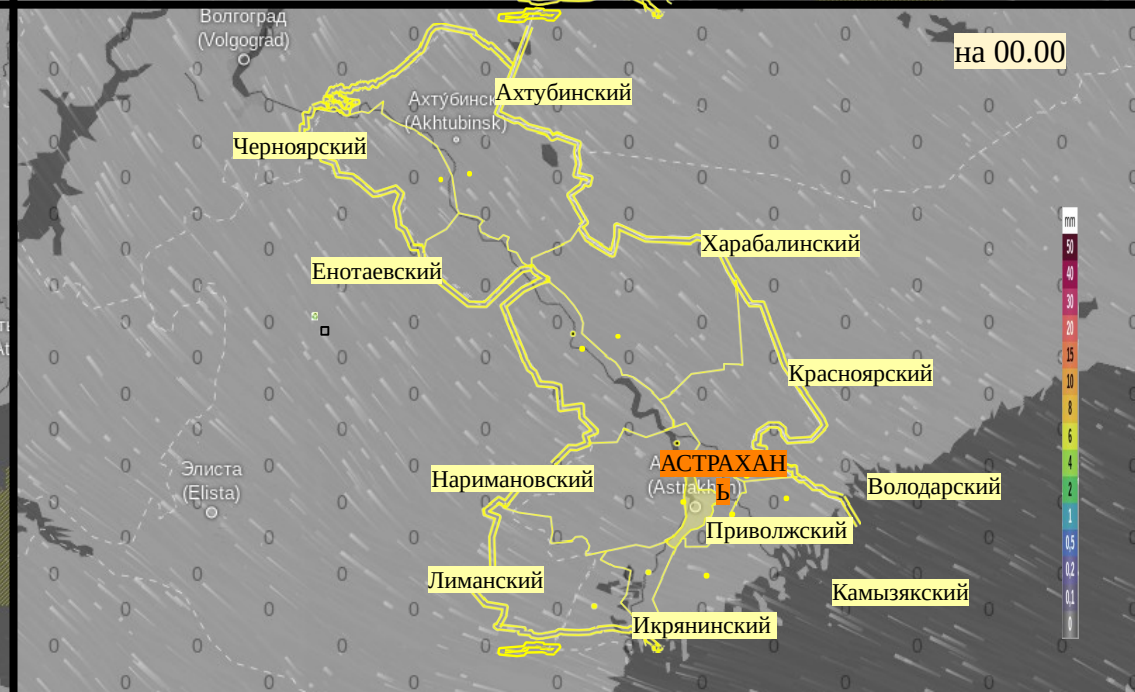 Волгоград
(Volgograd)
на 00.00
Ахтубинск
(Akhtubinsk)
Ахтубинский
Черноярский
Харабалинский
Енотаевский
Красноярский
Элиста
(Elista)
Наримановский
АСТРАХАН
Ь
(Astrakhan)
Володарский
Приволжский
Лиманский
Камызякский
Икрянинский
mm
50
40
30
20
15
10
8
6
4
2
1
0,5
0,2
0,1
0